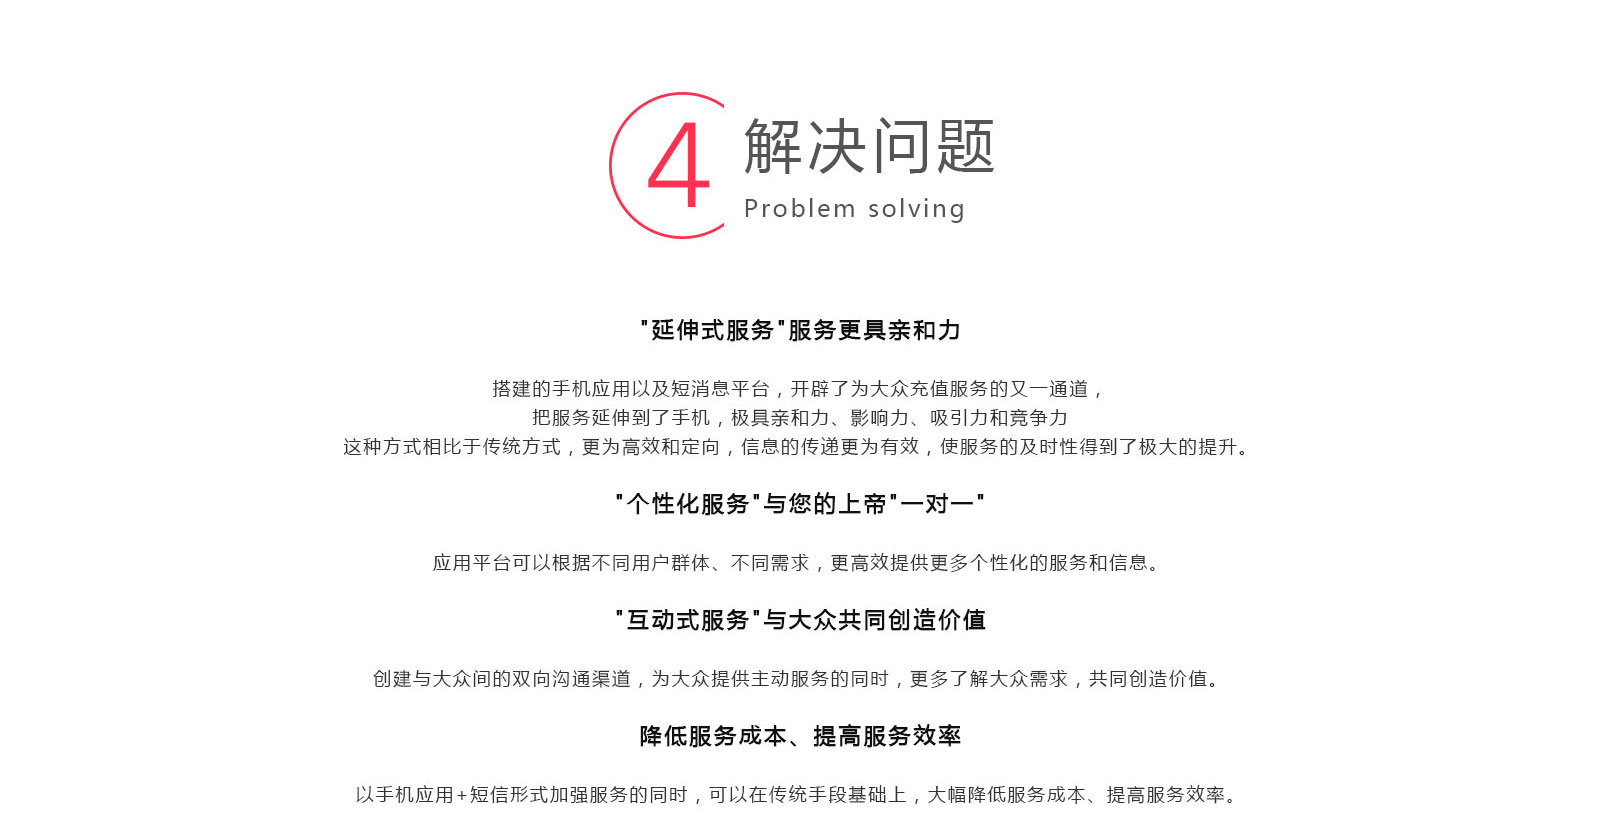 4
解决问题
Problem solving
"延伸式服务"服务更具亲和力
搭建的手机应用以及短消息平台，开辟了为大众充值服务的又一通道，
把服务延伸到了手机，极具亲和力、影响力、吸引力和竞争力
这种方式相比于传统方式，更为高效和定向，信息的传递更为有效，使服务的及时性得到了极大的提升。
"个性化服务"与您的上帝"一对一"
应用平台可以根据不同用户群体、不同需求，更高效提供更多个性化的服务和信息。
"互动式服务"与大众共同创造价值
创建与大众间的双向沟通渠道，为大众提供主动服务的同时，更多了解大众需求，共同创造价值。
降低服务成本、提高服务效率
以手机应用+短信形式加强服务的同时，可以在传统手段基础上，大幅降低服务成本、提高服务效率。